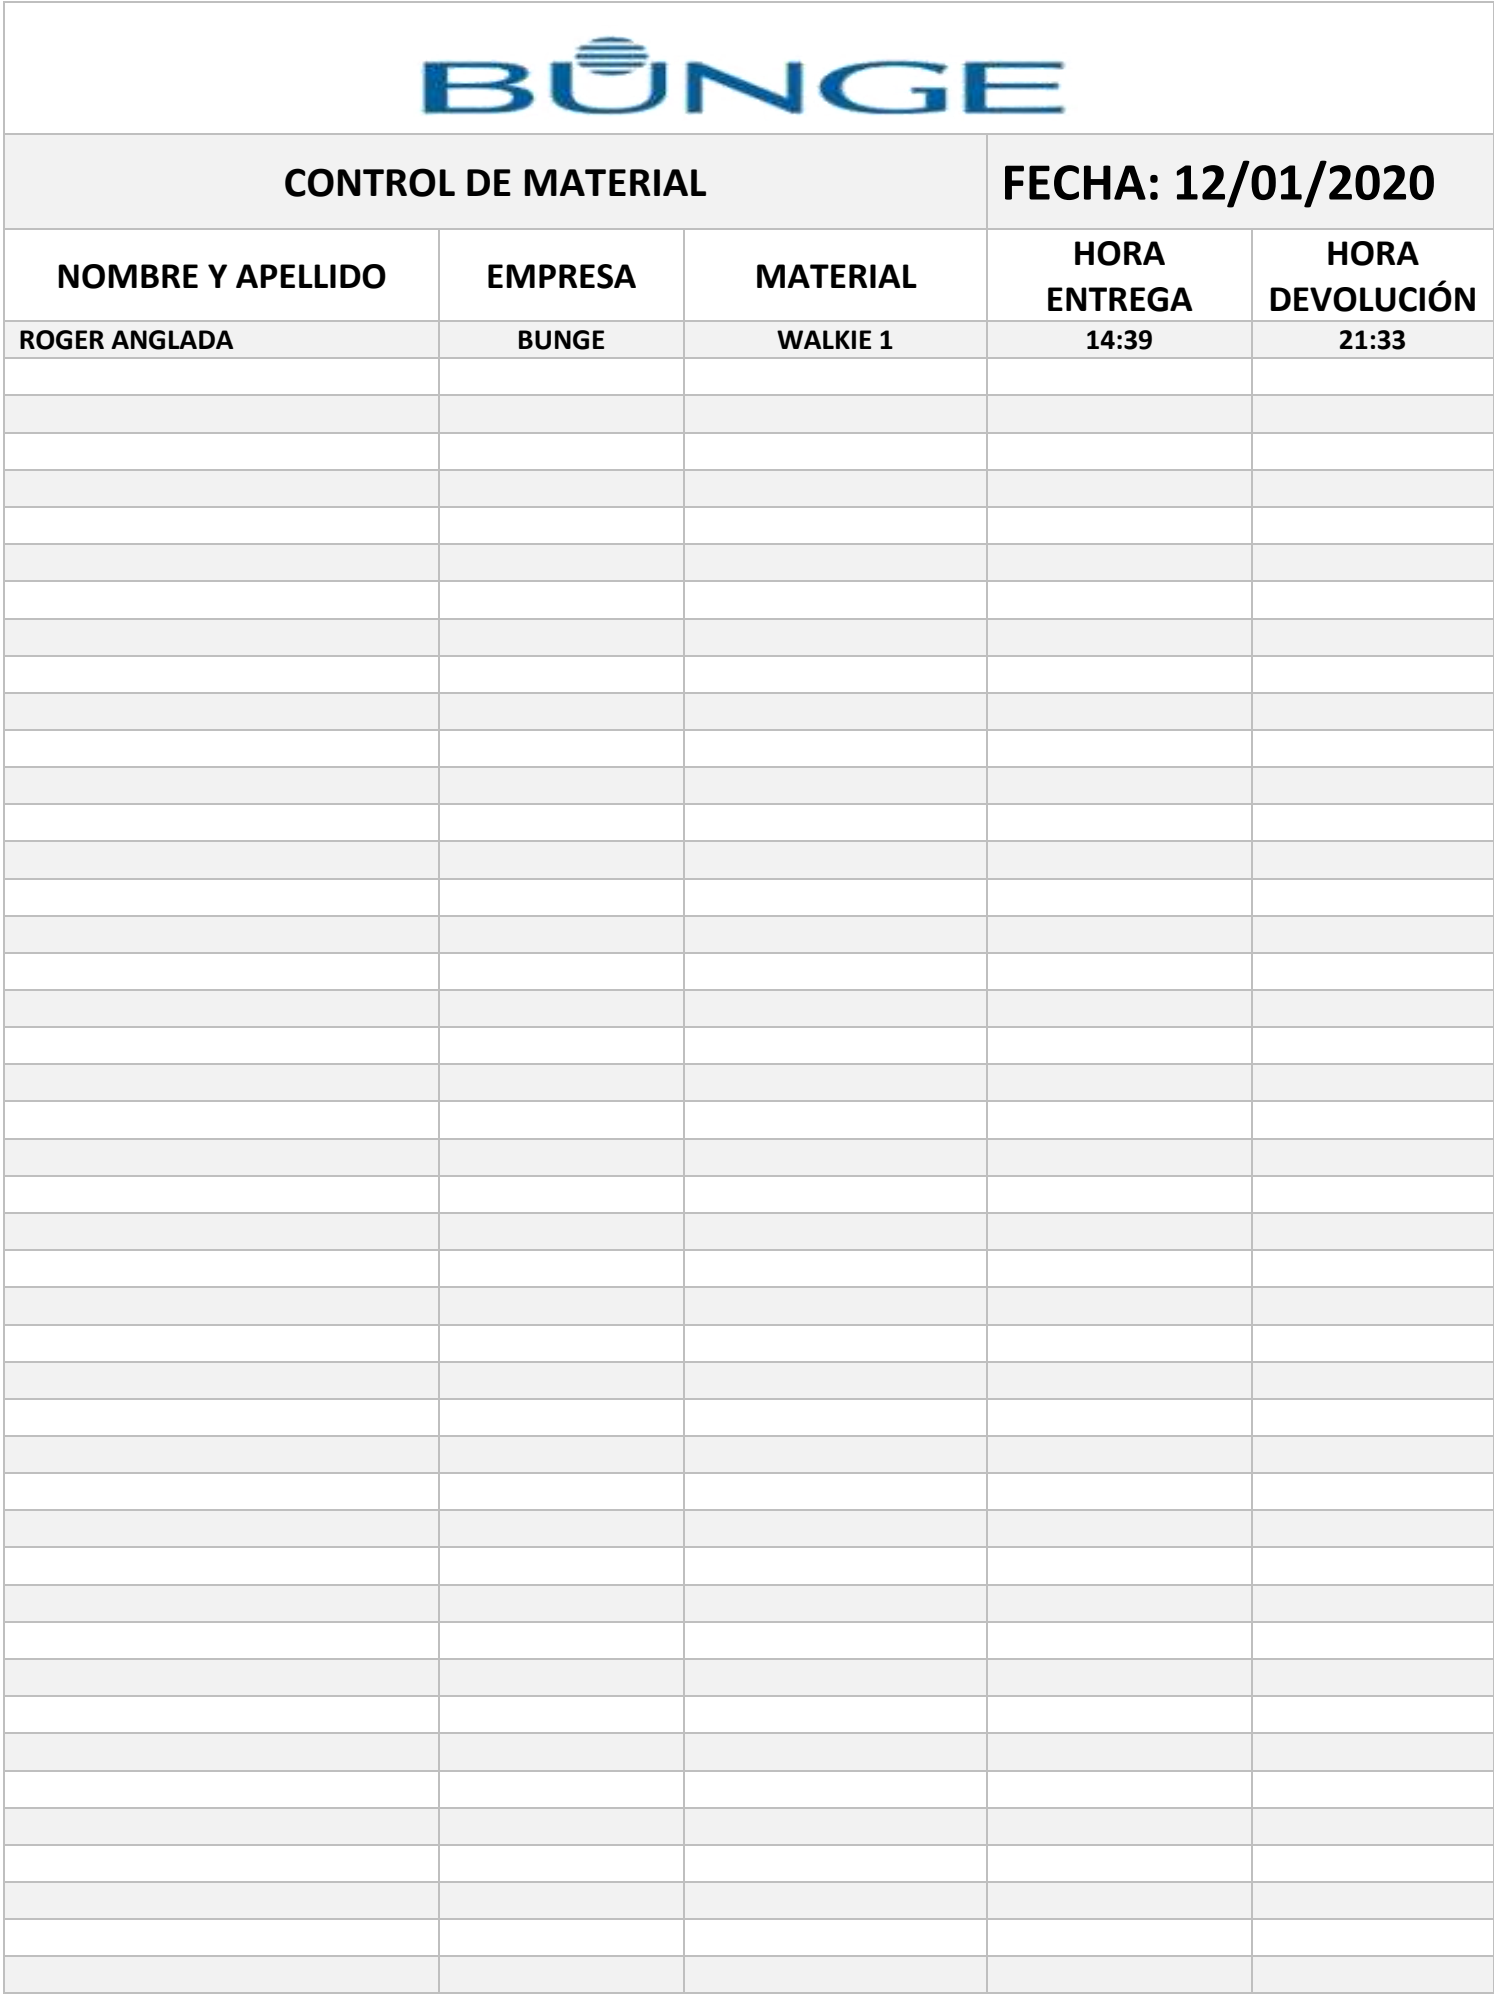 BUNGE
CONTROL DE MATERIAL
FECHA: 12/01/2020
NOMBRE Y APELLIDO
EMPRESA
MATERIAL
HORA
ENTREGA
HORA
DEVOLUCIÓN
ROGER ANGLADA
BUNGE
WALKIE 1
14:39
21:33